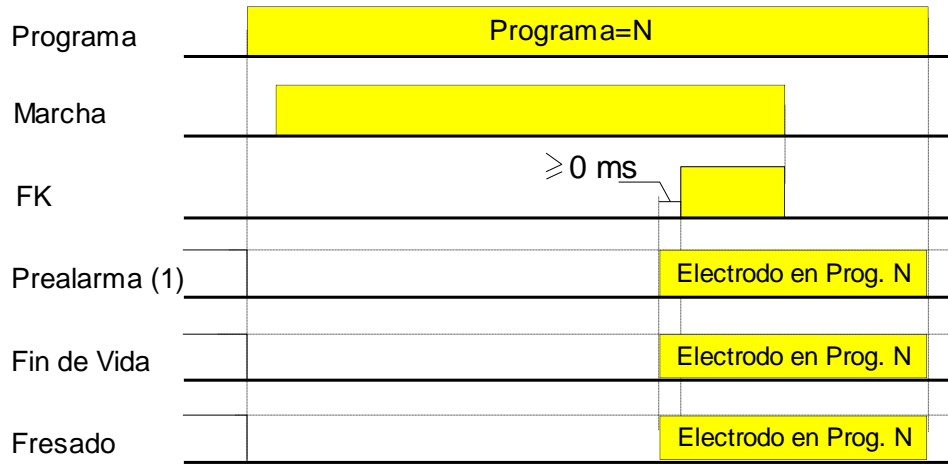 Programa
Programa=N
Marcha
≥ 0 ms
FK
Prealarma (1)
Electrodo en Prog. N
Fin de Vida
Electrodo en Prog. N
Fresado
Electrodo en Prog. N